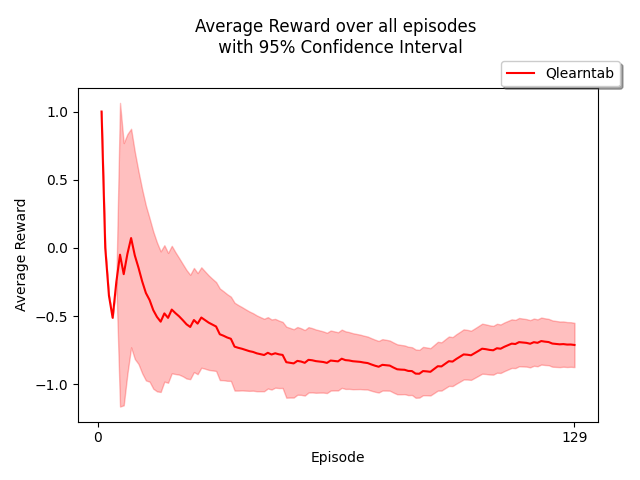 Average Reward over all episodes
with 95% Confidence Interval
Qlearntab
1.0
0.5
0.0
−0.5
−1.0
Average Reward
0
129
Episode